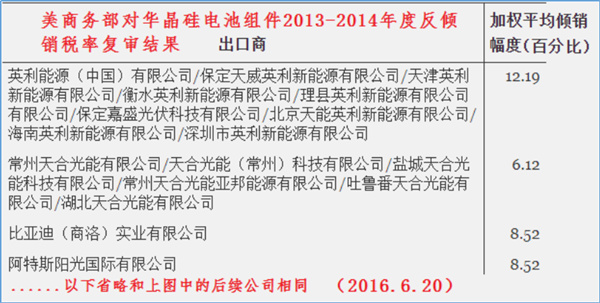 美商务部对华晶硅电池组件2013-2014年度反倾
销税率复审结果 出口商
加权平均倾销
幅度(百分比)
英利能源（中国）有限公司/保定天威英利新能源有限公司/天津英利
新能源有限公司/衡水英利新能源有限公司/理县英利新能源有限公司
有限公司/保定嘉盛光伏科技有限公司/北京天能英利新能源有限公司/
海南英利新能源有限公司/深圳市英利新能源有限公司
12.19
常州天合光能有限公司/天合光能（常州）科技有限公司/盐城天合光
能科技有限公司/常州天合光能亚邦能源有限公司/吐鲁番天合光能有
限公司/湖北天合光能有限公司
6.12
比亚迪（商洛）实业有限公司
8.52
阿特斯阳光国际有限公司
8.52
......以下省略和上图中的后续公司相同 （2016.6.20）